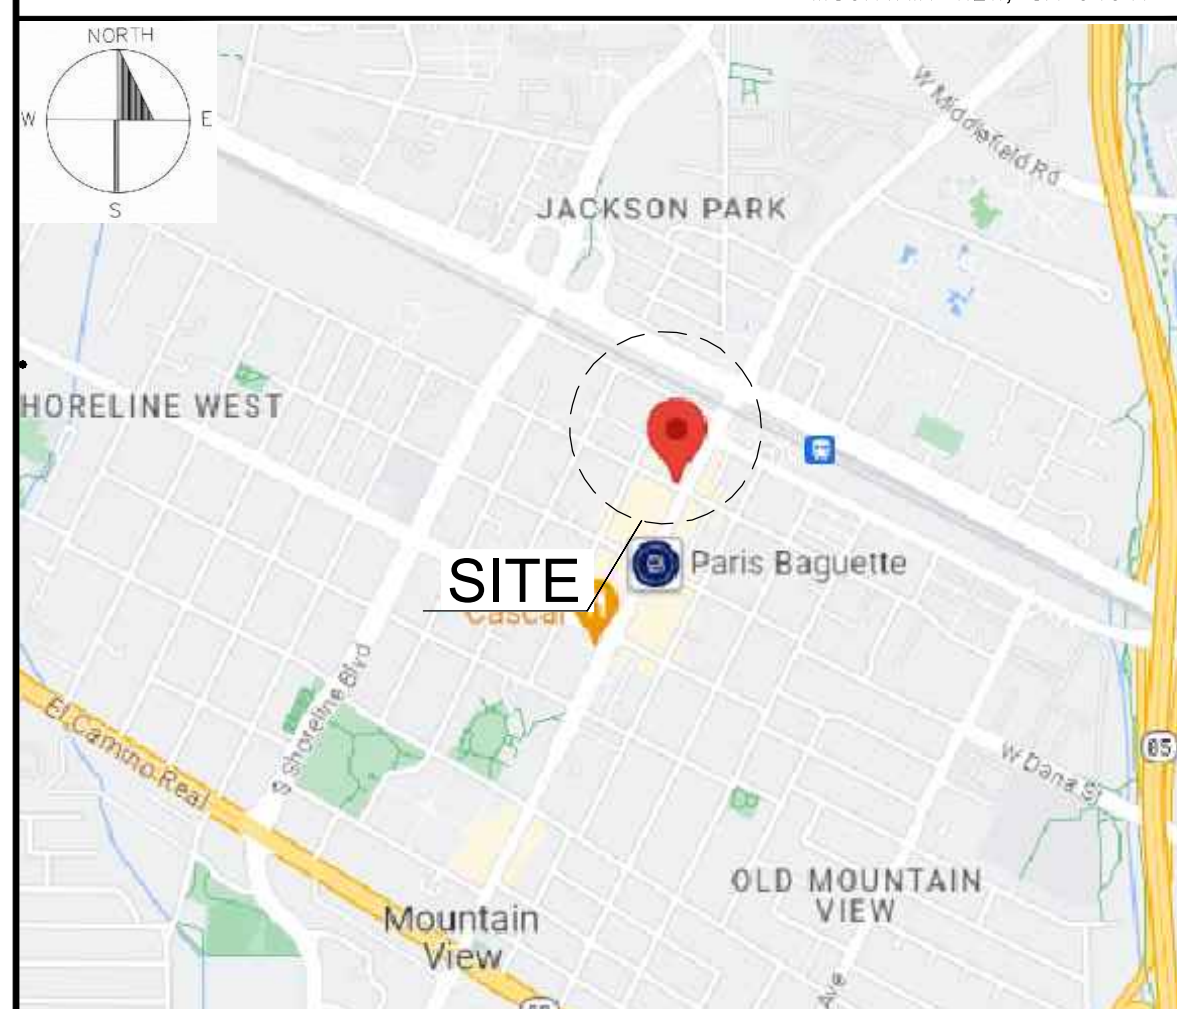 NORTH
W
E
S
W Middlefield Rd
JACKSON PARK
HORELINE WEST
SITE
Paris Baguette
S Shoreline Blvd
El Camino Real
85
W Dana St
OLD MOUNTAIN
VIEW
Mountain
View
Ave